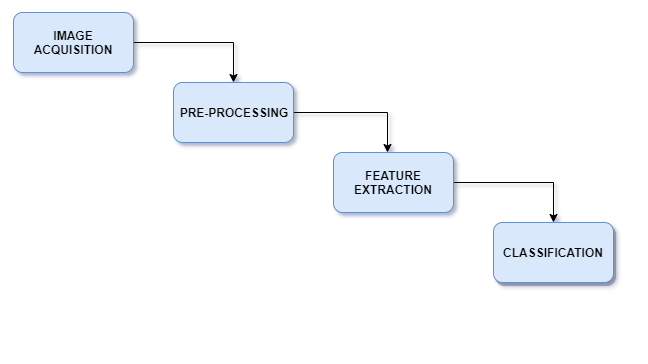 IMAGE
ACQUISITION
PRE-PROCESSING
FEATURE
EXTRACTION
CLASSIFICATION